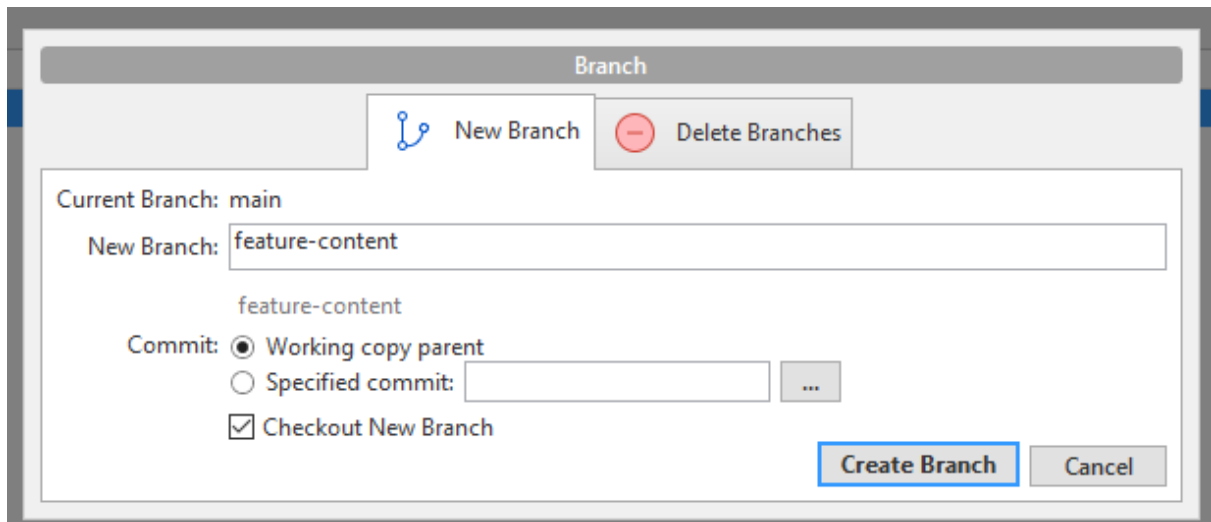 Branch
New Branch Delete Branches
Current Branch: main
New Branch: feature-content
feature-content
Commit: Working copy parent
Specified commit: ...
Checkout New Branch
Create Branch Cancel